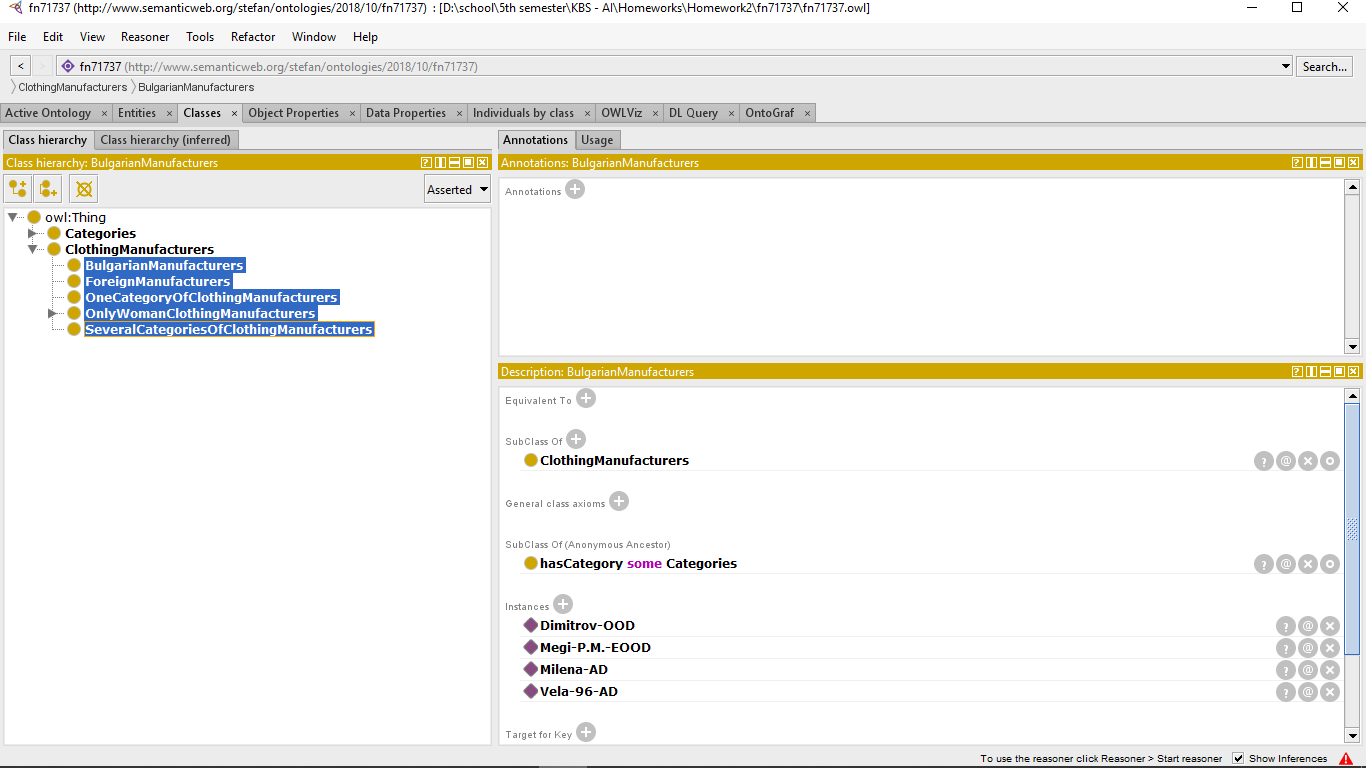 fn71737 (http://www.semanticweb.org/stefan/ontologies/2018/10/fn71737) : [D:\school\5th semester\KBS - AI\Homeworks\Homework2\fn71737\fn71737.owl]
File Edit View Reasoner Tools Refactor Window Help
< > fn71737 (http://www.semanticweb.org/stefan/ontologies/2018/10/fn71737) Search...
ClothingManufacturers BulgarianManufacturers
Active Ontology × Entities × Classes × Object Properties × Data Properties × Individuals by class × OWLViz × DL Query × OntoGraf ×
Class hierarchy Class hierarchy (inferred)
Class hierarchy: BulgarianManufacturers
Asserted
owl:Thing
Categories
ClothingManufacturers
BulgarianManufacturers
ForeignManufacturers
OneCategoryOfClothingManufacturers
OnlyWomanClothingManufacturers
SeveralCategoriesOfClothingManufacturers
Annotations Usage
Annotations: BulgarianManufacturers
Annotations
Description: BulgarianManufacturers
Equivalent To
SubClass Of
ClothingManufacturers
General class axioms
SubClass Of (Anonymous Ancestor)
hasCategory some Categories
Instances
Dimitrov-OOD
Megi-P.M.-EOOD
Milena-AD
Vela-96-AD
Target for Key
To use the reasoner click Reasoner > Start reasoner Show Inferences